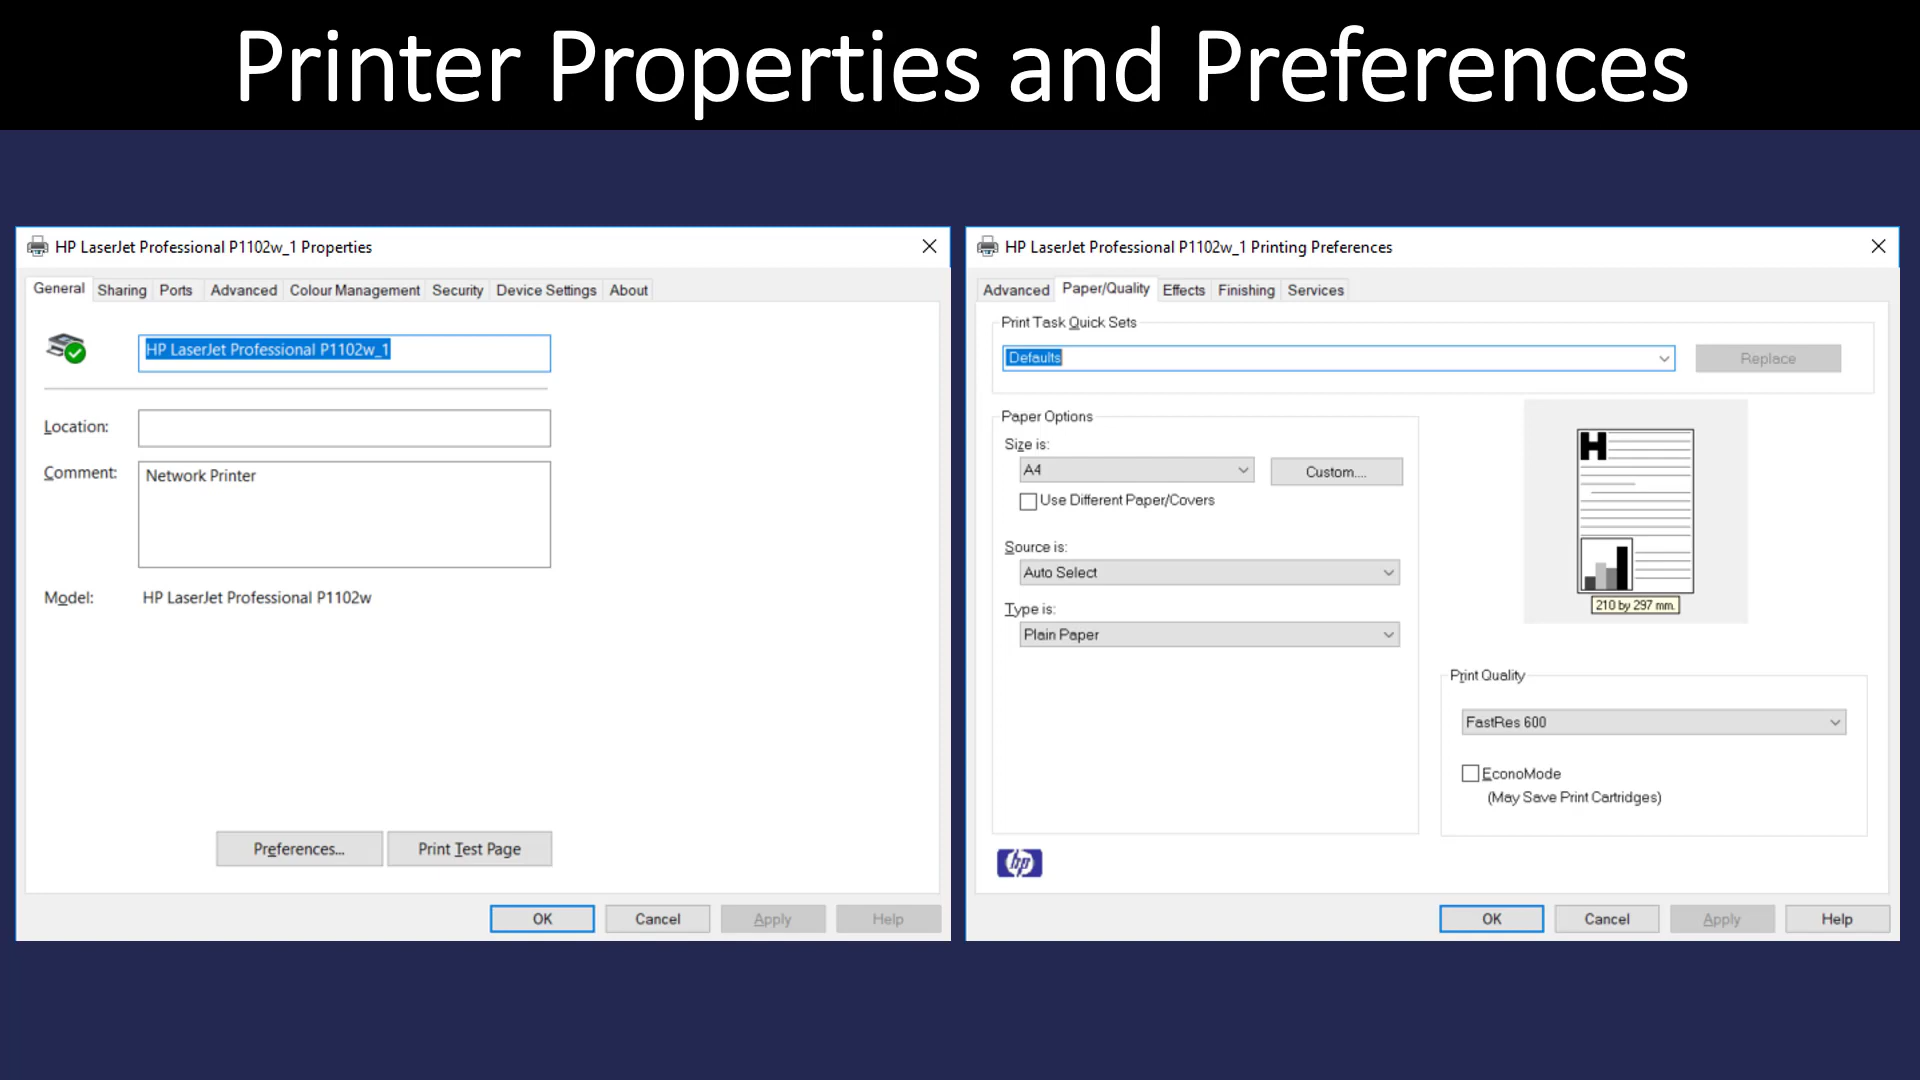 Printer Properties and Preferences
HP LaserJet Professional P1102w_1 Properties
General Sharing Ports Advanced Colour Management Security Device Settings About
HP LaserJet Professional P1102w_1
Location:
Comment: Network Printer
Model: HP LaserJet Professional P1102w
Preferences... Print Test Page
OK Cancel Apply Help
HP LaserJet Professional P1102w_1 Printing Preferences
Advanced Paper/Quality Effects Finishing Services
Print Task Quick Sets
Defaults Replace
Paper Options
Size is:
A4 Custom....
Use Different Paper/Covers
Source is:
Auto Select
Type is:
Plain Paper
H
210 by 297 mm.
Print Quality
FastRes 600
EconoMode
(May Save Print Cartridges)
hp
OK Cancel Apply Help